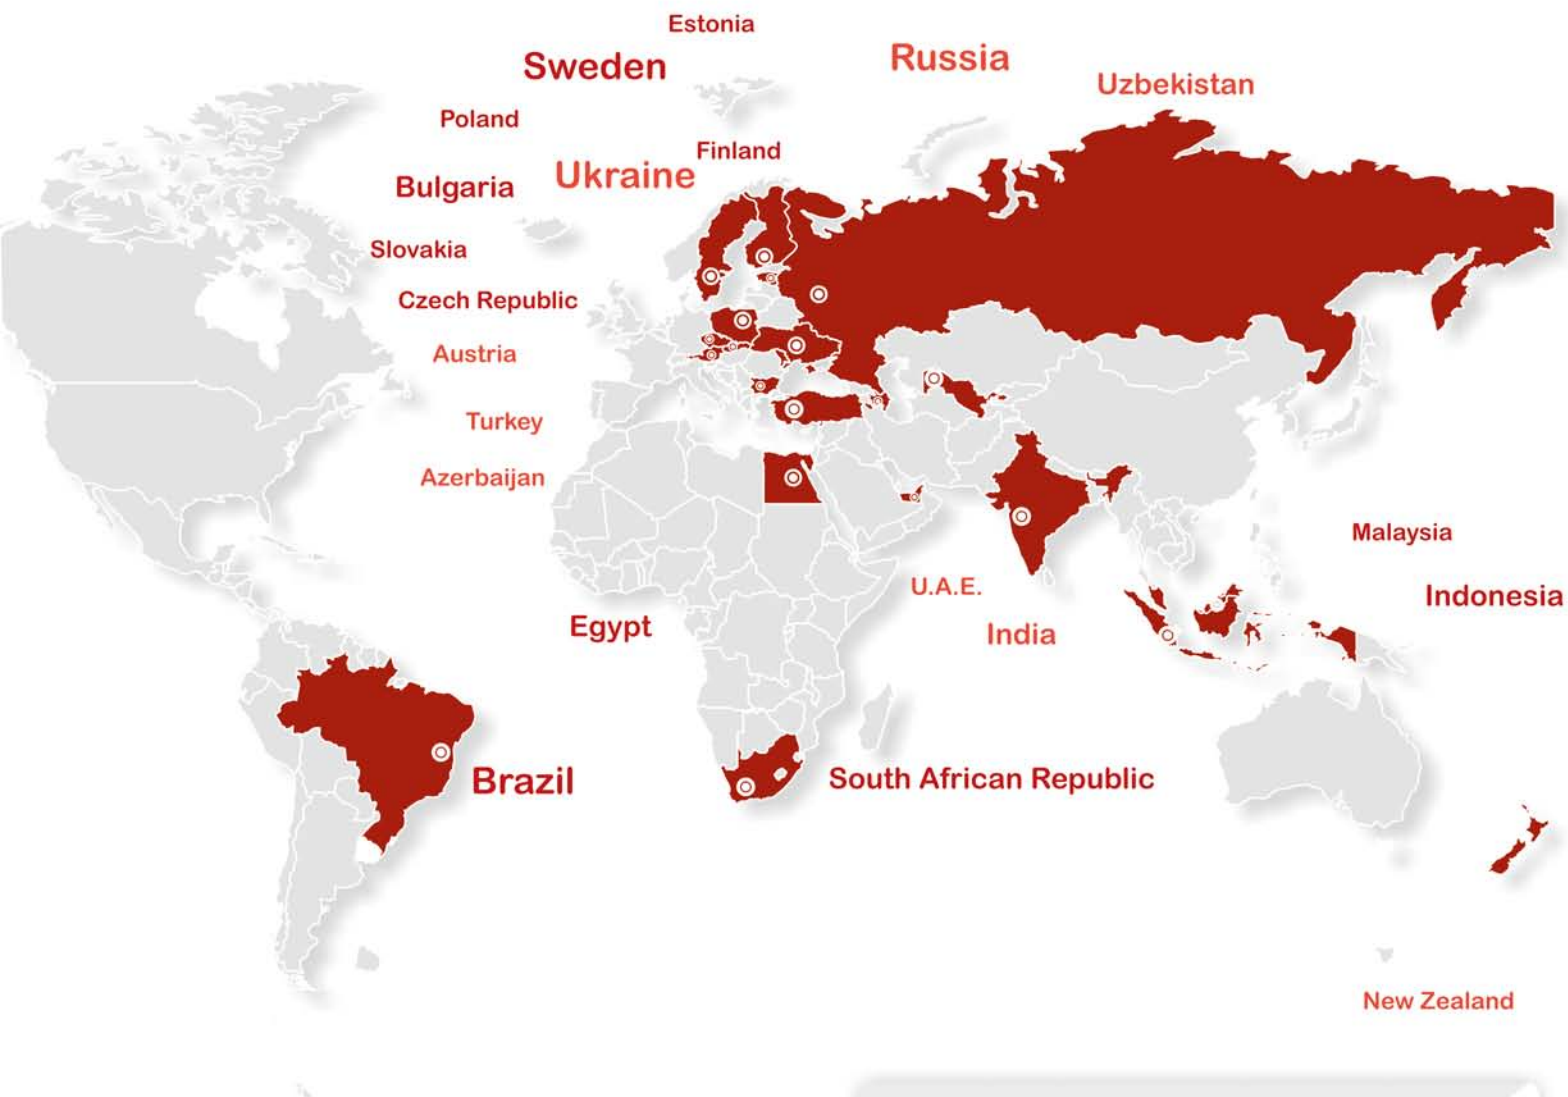 Estonia
Sweden
Russia
Uzbekistan
Poland
Finland
Ukraine
Bulgaria
Slovakia
Czech Republic
Austria
Turkey
Azerbaijan
Malaysia
U.A.E.
Indonesia
Egypt
India
Brazil
South African Republic
New Zealand